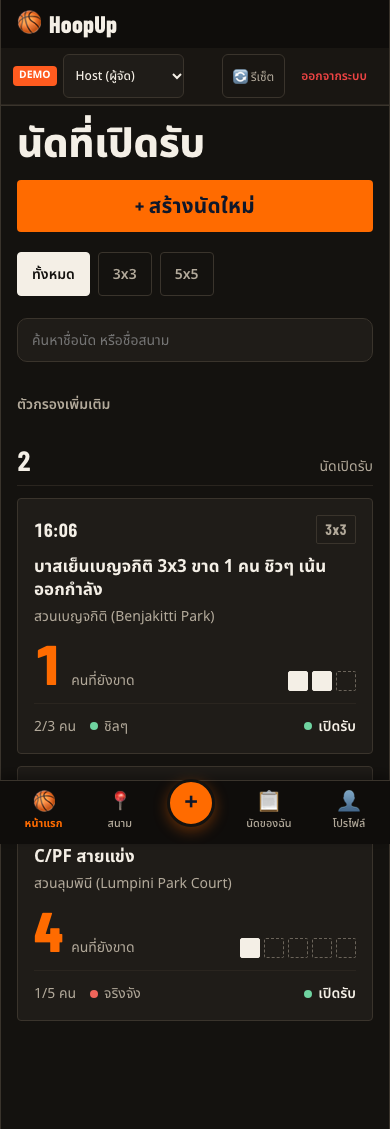 HoopUp
DEMO
Host (ผู้จัด)
รีเซ็ต
ออกจากระบบ
นัดที่เปิดรับ
+ สร้างนัดใหม่
ทั้งหมด
3x3
5x5
ค้นหาชื่อนัด หรือชื่อสนาม
ตัวกรองเพิ่มเติม
2
นัดเปิดรับ
16:06
3x3
บาสเย็นเบญจกิติ 3x3 ขาด 1 คน ชิวๆ เน้น
ออกกำลัง
สวนเบญจกิติ (Benjakitti Park)
1 คนที่ยังขาด
2/3 คน
ชิลๆ
เปิดรับ
หน้าแรก
สนาม
+
นัดของฉัน
โปรไฟล์
C/PF สายแข่ง
สวนลุมพินี (Lumpini Park Court)
4 คนที่ยังขาด
1/5 คน
จริงจัง
เปิดรับ